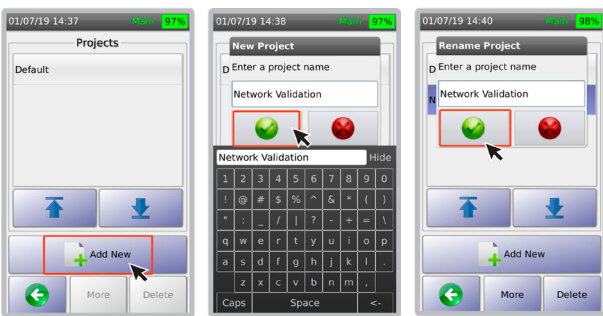 01/07/19 14:37 Main 97%
Projects
Default
Add New
More Delete
01/07/19 14:38 Main 97%
New Project
D Enter a project name
Network Validation
Network Validation Hide
1 2 3 4 5 6 7 8 9 0
! @ # $ % ^ & * ( )
" : _ / | ? - + = \
q w e r t y u i o p
a s d f g h j k l .
z x c v b n m ,
Caps Space <-
01/07/19 14:40 Main 98%
Rename Project
D Enter a project name
N Network Validation
Add New
More Delete